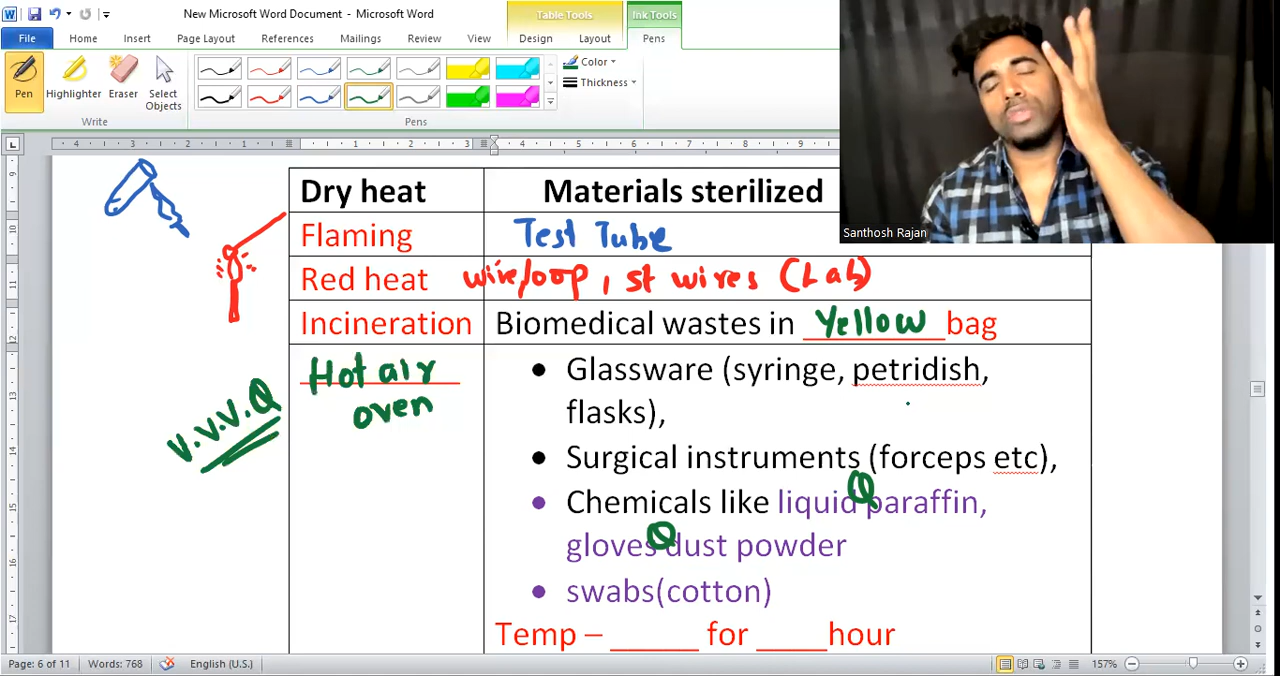 New Microsoft Word Document - Microsoft Word
Table Tools
Ink Tools
File
Home
Insert
Page Layout
References
Mailings
Review
View
Design
Layout
Pens
Pen
Highlighter
Eraser
Select Objects
Color
Thickness
Write
Pens
Santhosh Rajan
Dry heat
Materials sterilized
Flaming
Test Tube
Red heat
wire loop, st wires (Lab)
Incineration
Biomedical wastes in Yellow bag
Hot air
oven
V.V.V.Q
Glassware (syringe, petridish,
flasks),
Surgical instruments (forceps etc),
Q
Chemicals like liquid paraffin,
Q
gloves dust powder
swabs(cotton)
Temp – ______ for _____hour
Page: 6 of 11
Words: 768
English (U.S.)
157%